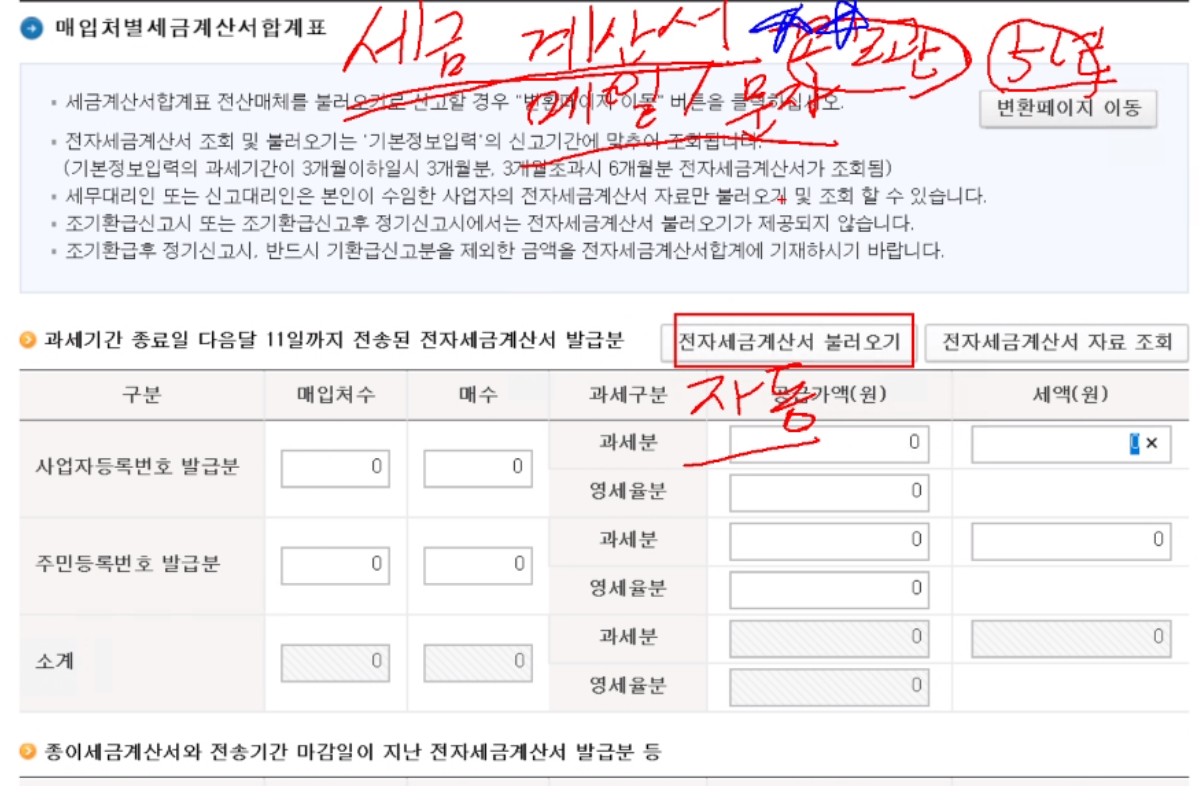 매입처별세금계산서합계표
세금 계산서
메일 / 문자
보관
5년
세금계산서합계표 전산매체를 불러오기로 신고할 경우 "변환페이지 이동" 버튼을 클릭하십시오.
변환페이지 이동
전자세금계산서 조회 및 불러오기는 '기본정보입력'의 신고기간에 맞추어 조회됩니다.
(기본정보입력의 과세기간이 3개월이하일시 3개월분, 3개월초과시 6개월분 전자세금계산서가 조회됨)
세무대리인 또는 신고대리인은 본인이 수임한 사업자의 전자세금계산서 자료만 불러오기 및 조회 할 수 있습니다.
조기환급신고시 또는 조기환급신고후 정기신고시에서는 전자세금계산서 불러오기가 제공되지 않습니다.
조기환급후 정기신고시, 반드시 기환급신고분을 제외한 금액을 전자세금계산서합계에 기재하시기 바랍니다.
과세기간 종료일 다음달 11일까지 전송된 전자세금계산서 발급분 전자세금계산서 불러오기 전자세금계산서 자료 조회
자동
구분 매입처수 매수 과세구분 공급가액(원) 세액(원)
사업자등록번호 발급분 0 0 과세분 0 0
영세율분 0
주민등록번호 발급분 0 0 과세분 0 0
영세율분 0
소계 0 0 과세분 0 0
영세율분 0
종이세금계산서와 전송기간 마감일이 지난 전자세금계산서 발급분 등